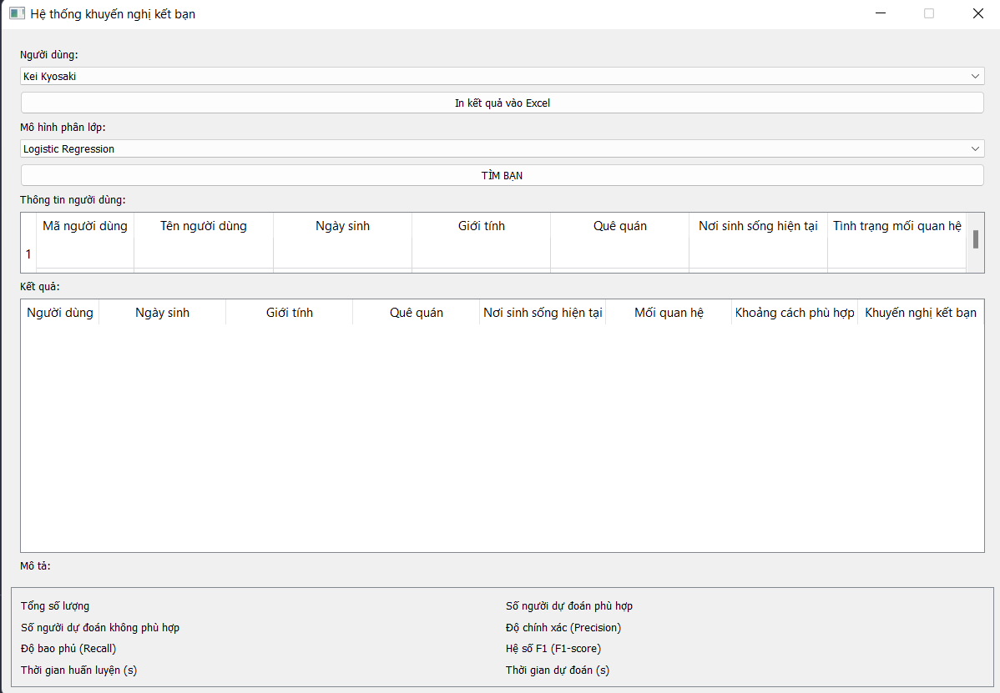 Hệ thống khuyến nghị kết bạn
Người dùng:
Kei Kyosaki
In kết quả vào Excel
Mô hình phân lớp:
Logistic Regression
TÌM BẠN
Thông tin người dùng:
Mã người dùng Tên người dùng Ngày sinh Giới tính Quê quán Nơi sinh sống hiện tại Tình trạng mối quan hệ
1
Kết quả:
Người dùng Ngày sinh Giới tính Quê quán Nơi sinh sống hiện tại Mối quan hệ Khoảng cách phù hợp Khuyến nghị kết bạn
Mô tả:
Tổng số lượng Số người dự đoán phù hợp
Số người dự đoán không phù hợp Độ chính xác (Precision)
Độ bao phủ (Recall) Hệ số F1 (F1-score)
Thời gian huấn luyện (s) Thời gian dự đoán (s)